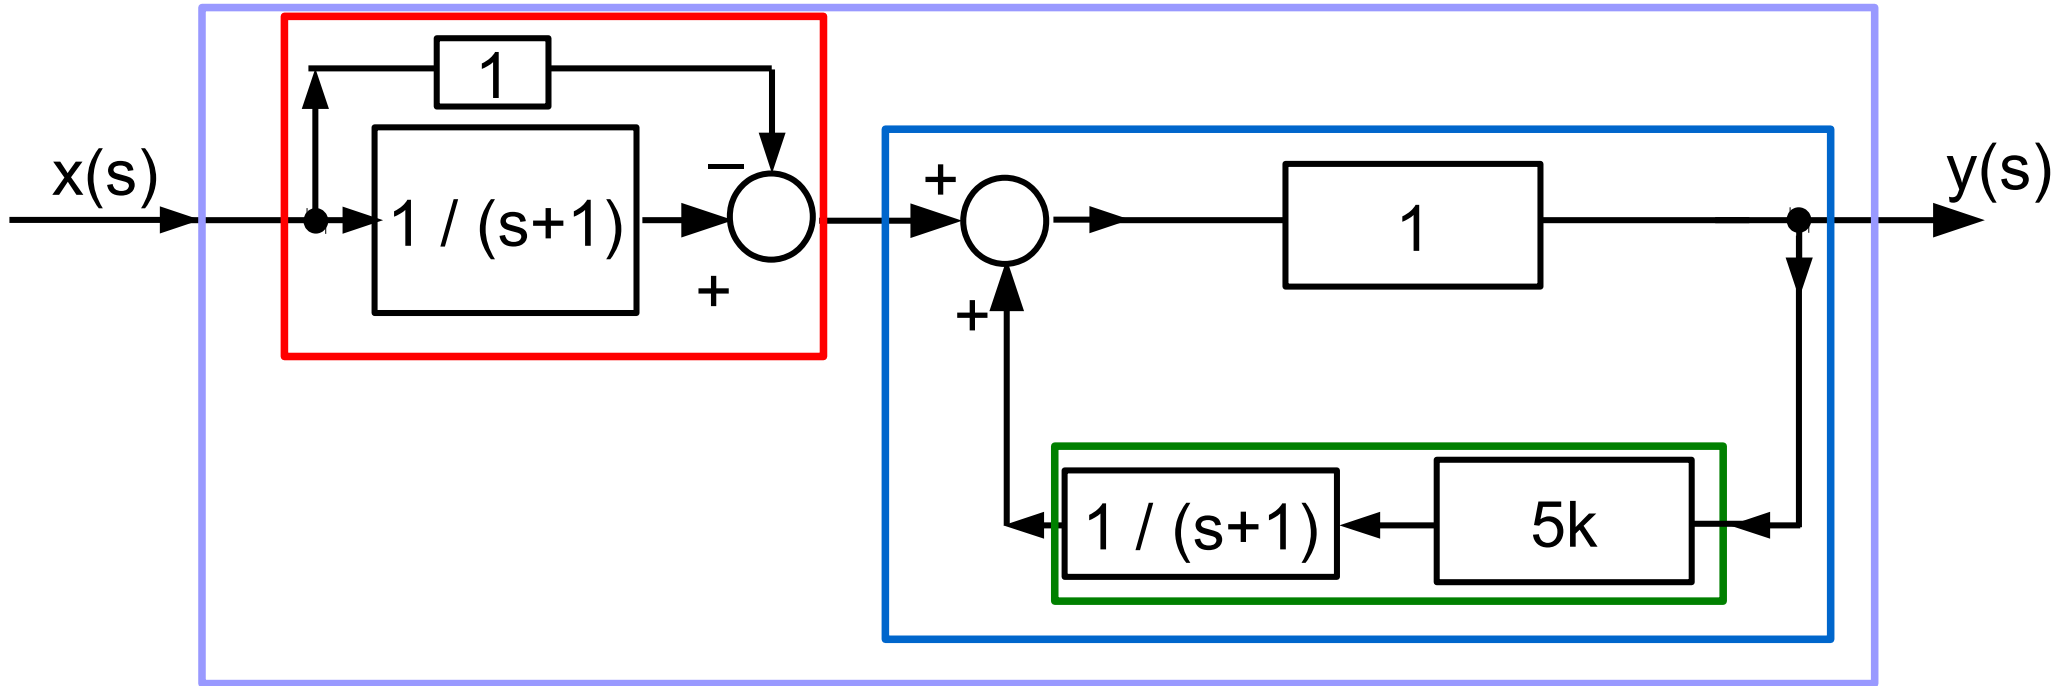 1
x(s)
1 / (s+1)
−
+
+
+
1
y(s)
1 / (s+1)
5k